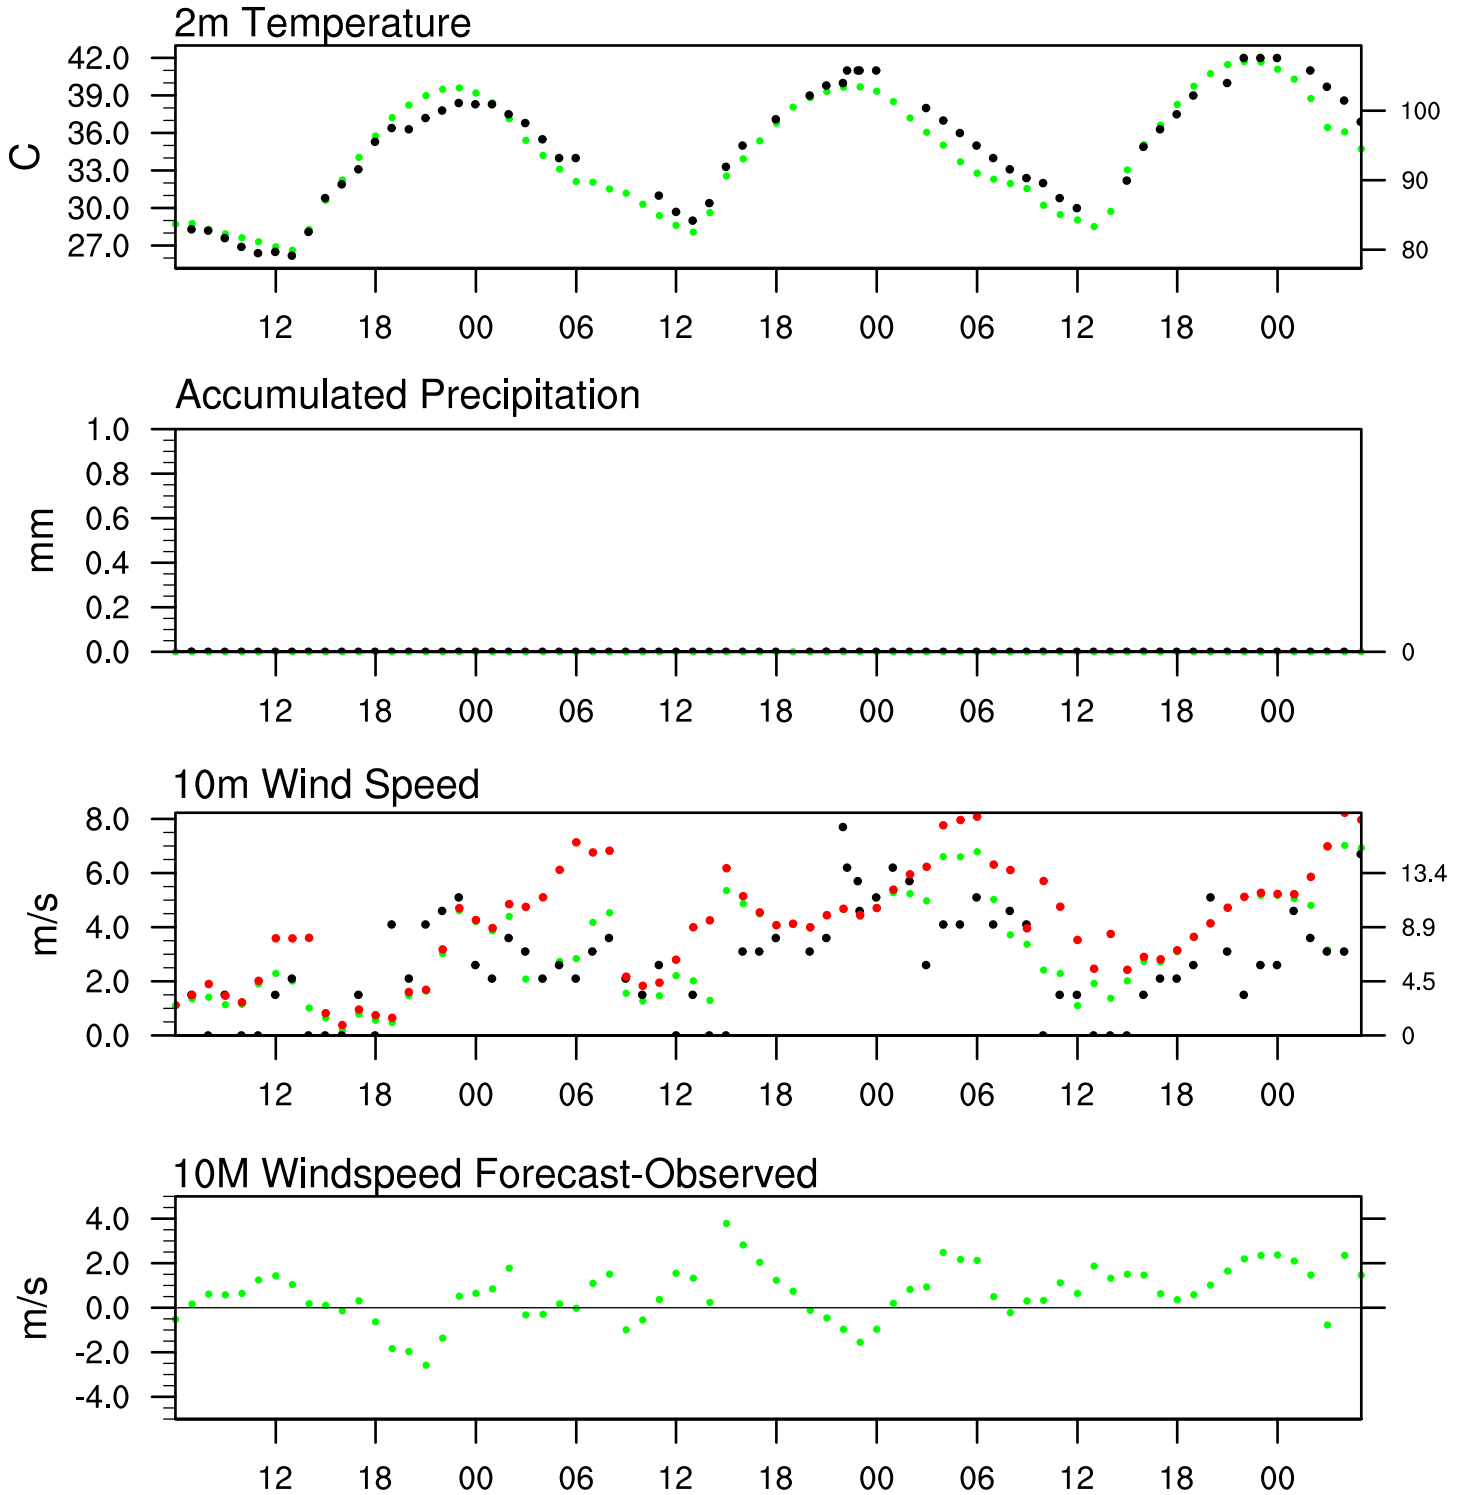 2m Temperature
42.0
39.0
36.0
33.0
30.0
27.0
C
100
90
80
12 18 00 06 12 18 00 06 12 18 00
Accumulated Precipitation
1.0
0.8
0.6
0.4
0.2
0.0
mm
0
12 18 00 06 12 18 00 06 12 18 00
10m Wind Speed
8.0
6.0
4.0
2.0
0.0
m/s
13.4
8.9
4.5
0
12 18 00 06 12 18 00 06 12 18 00
10M Windspeed Forecast-Observed
4.0
2.0
0.0
-2.0
-4.0
m/s
12 18 00 06 12 18 00 06 12 18 00